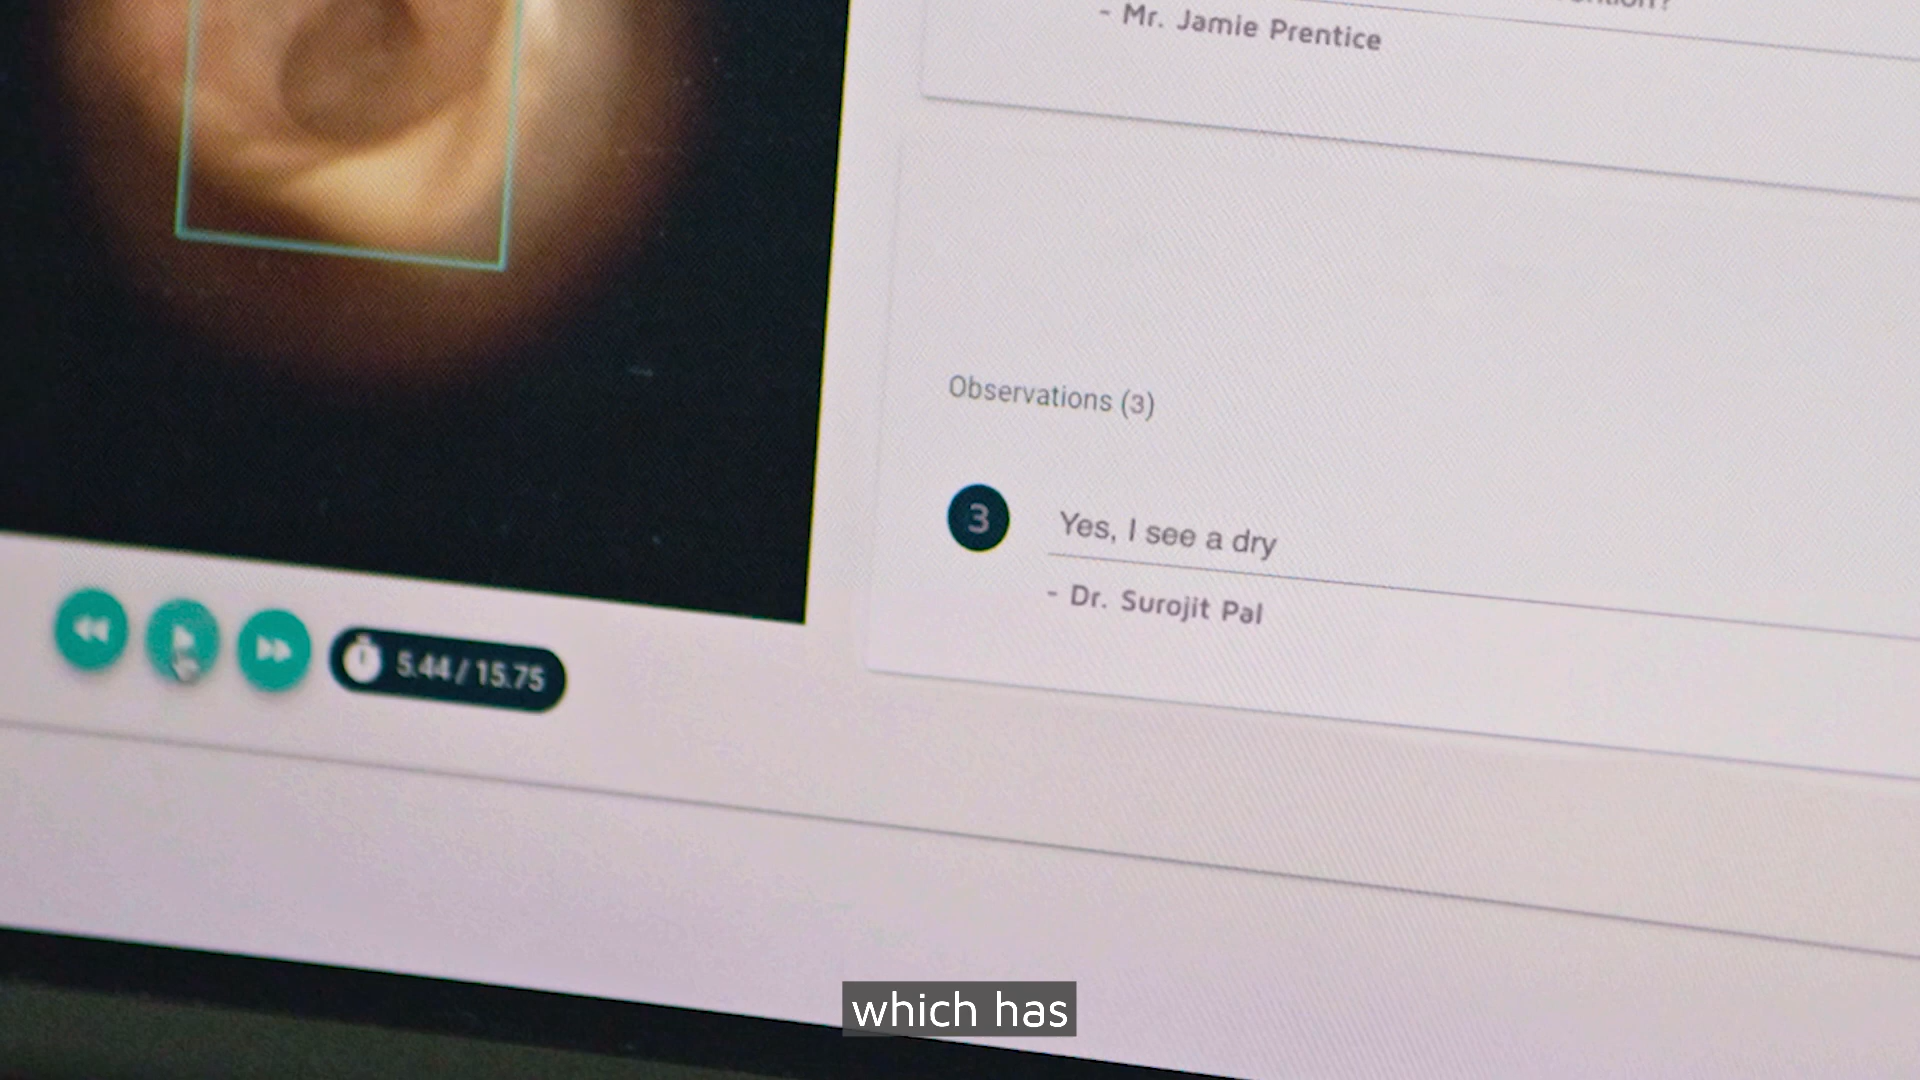 - Mr. Jamie Prentice
Observations (3)
3
Yes, I see a dry
- Dr. Surojit Pal
5.44 / 15.75
which has